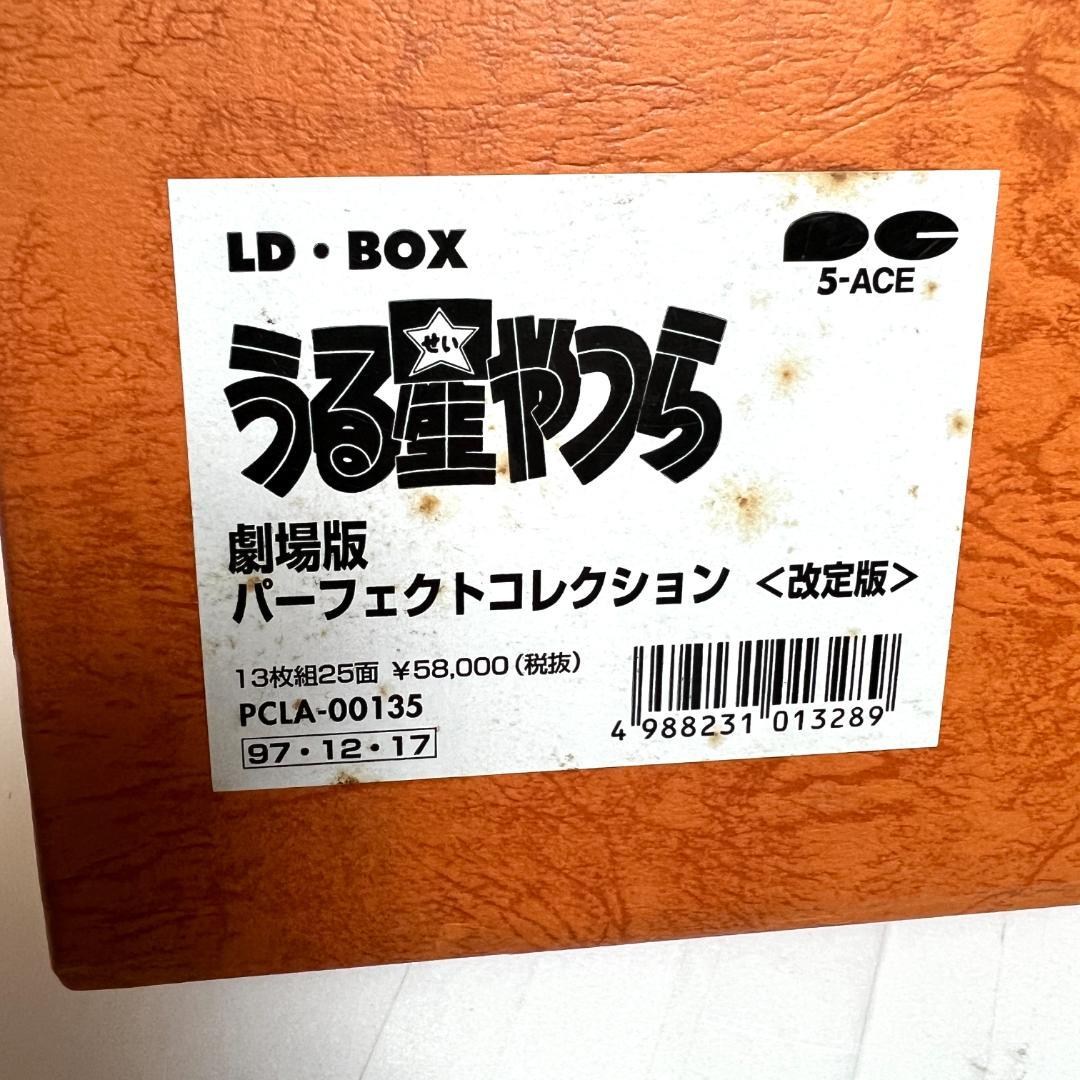 LD・BOX
PC
5-ACE
うる星やつら
せい
劇場版
パーフェクトコレクション <改定版>
13枚組25面 ¥58,000(税抜)
PCLA-00135
97・12・17
4 988231 013289